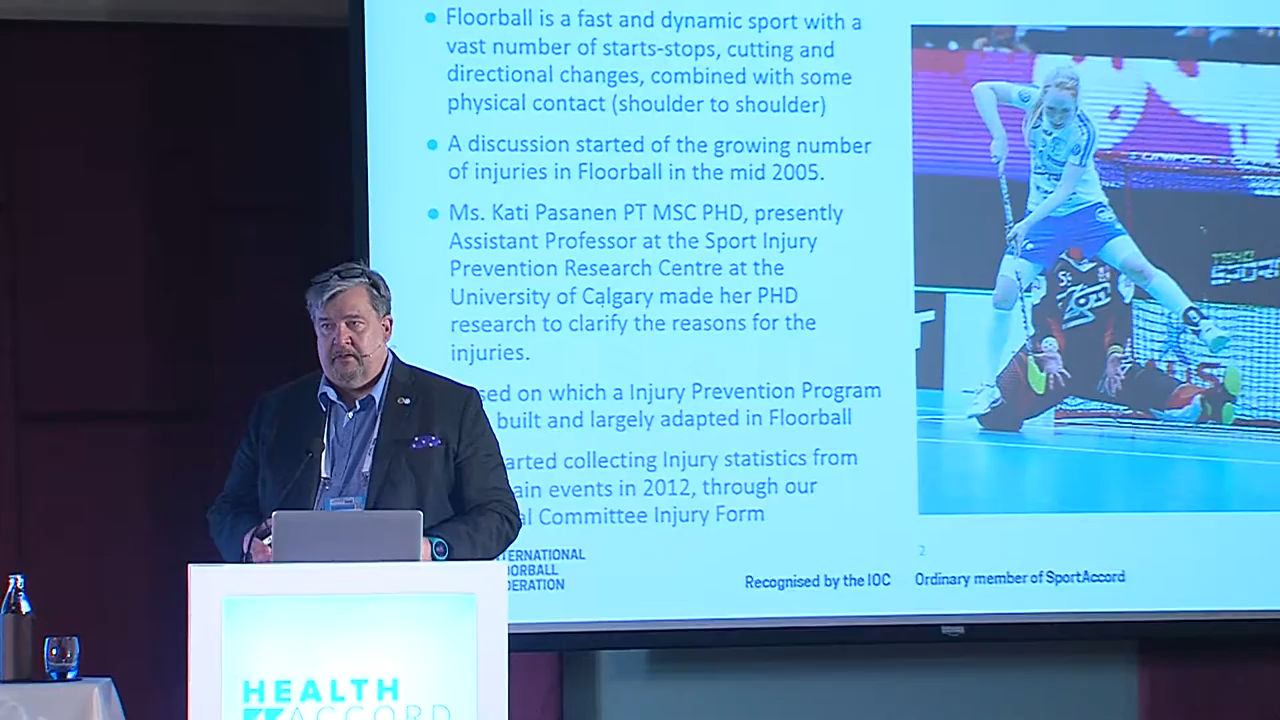 Floorball is a fast and dynamic sport with a
vast number of starts-stops, cutting and
directional changes, combined with some
physical contact (shoulder to shoulder)
A discussion started of the growing number
of injuries in Floorball in the mid 2005.
Ms. Kati Pasanen PT MSC PHD, presently
Assistant Professor at the Sport Injury
Prevention Research Centre at the
University of Calgary made her PHD
research to clarify the reasons for the
injuries.
sed on which a Injury Prevention Program
built and largely adapted in Floorball
arted collecting Injury statistics from
ain events in 2012, through our
al Committee Injury Form
TERNATIONAL
OORBALL
DERATION
2
Recognised by the IOC
Ordinary member of SportAccord
HEALTH
ACCORD